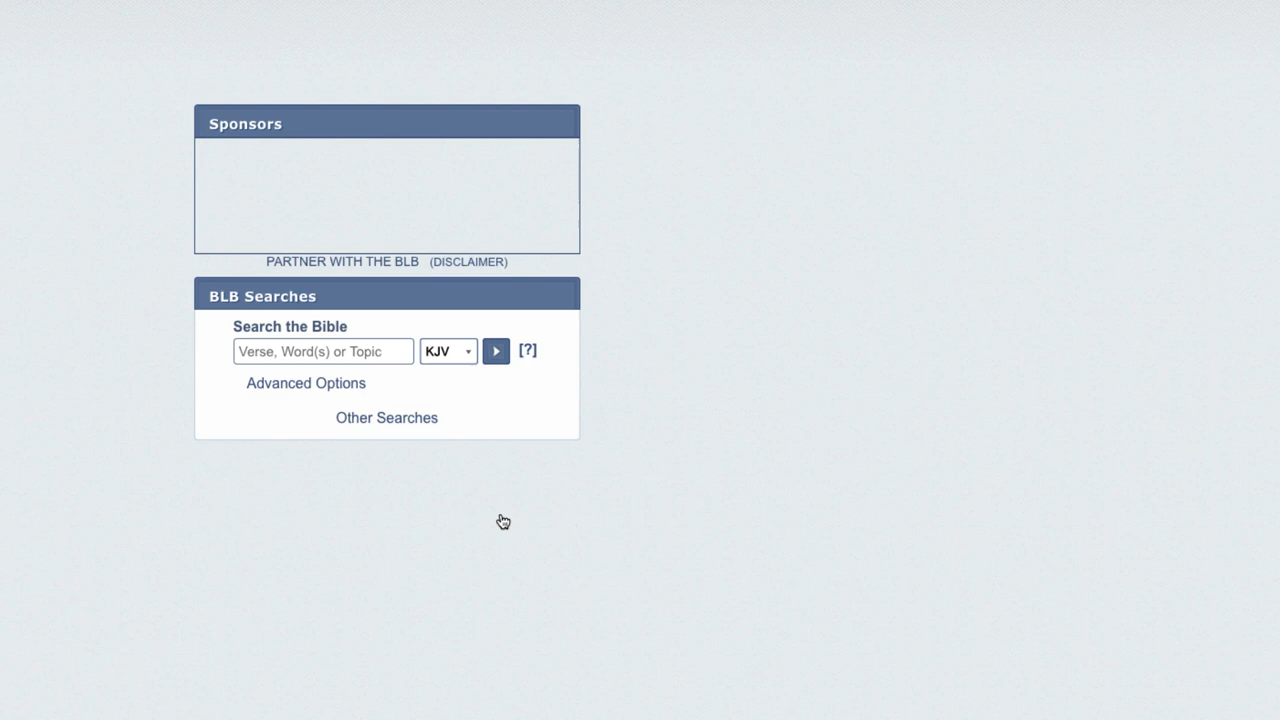 Sponsors
PARTNER WITH THE BLB (DISCLAIMER)
BLB Searches
Search the Bible
Verse, Word(s) or Topic KJV [?]
Advanced Options
Other Searches